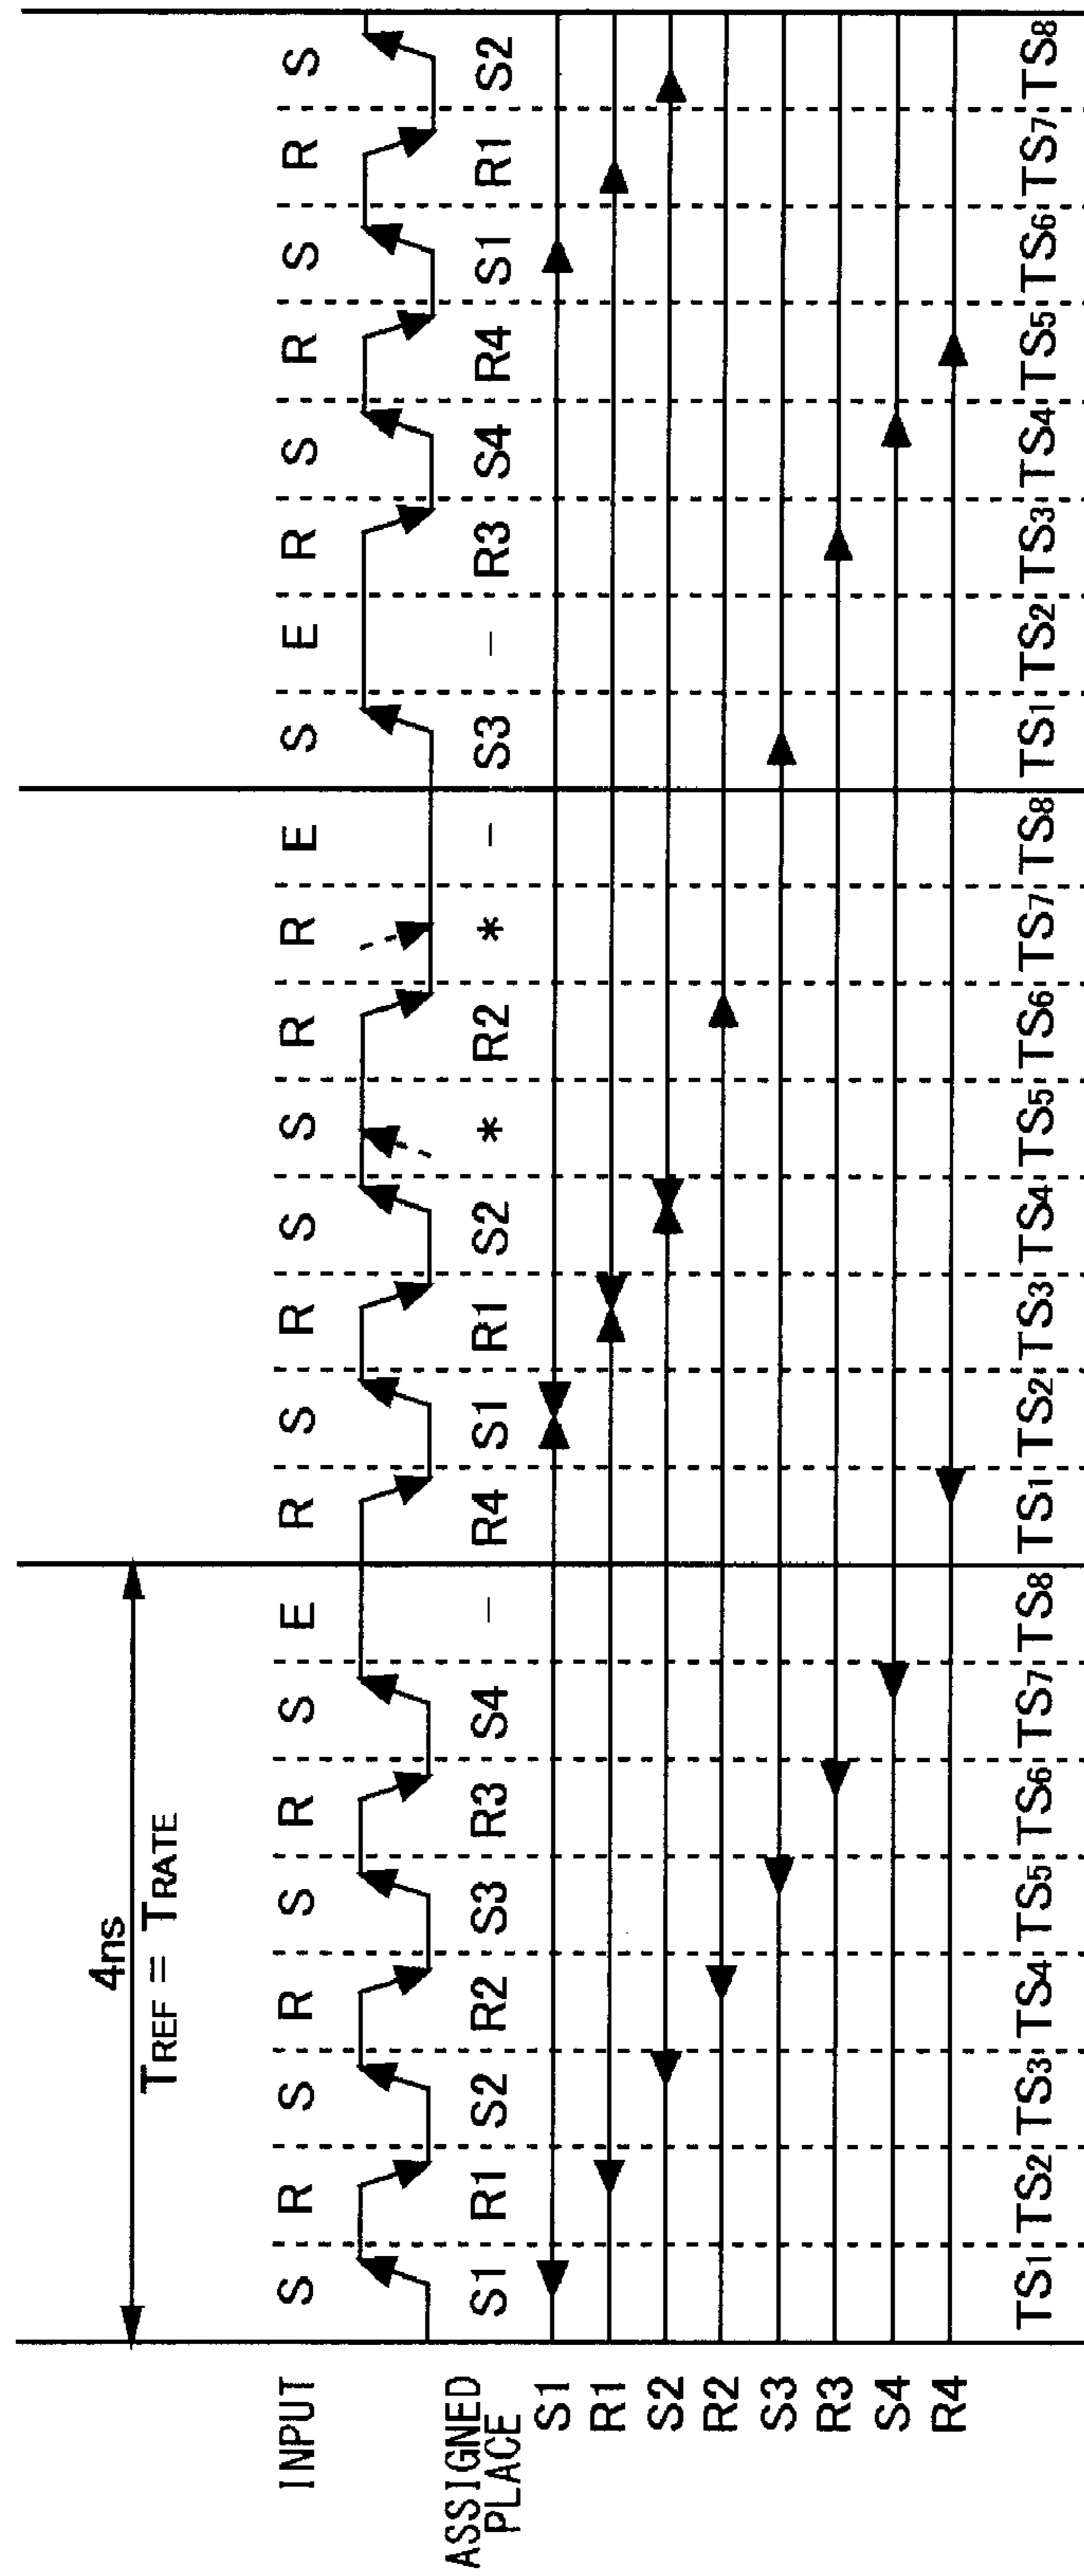 4ns
TREF = TRATE
INPUT S R S R S R S E R S R S S R R E S E R S R S R S
ASSIGNED PLACE S1 R1 S2 R2 S3 R3 S4 - R4 S1 R1 S2 * R2 * - S3 - R3 S4 R4 S1 R1 S2
S1
R1
S2
R2
S3
R3
S4
R4
TS1 TS2 TS3 TS4 TS5 TS6 TS7 TS8 TS1 TS2 TS3 TS4 TS5 TS6 TS7 TS8 TS1 TS2 TS3 TS4 TS5 TS6 TS7 TS8